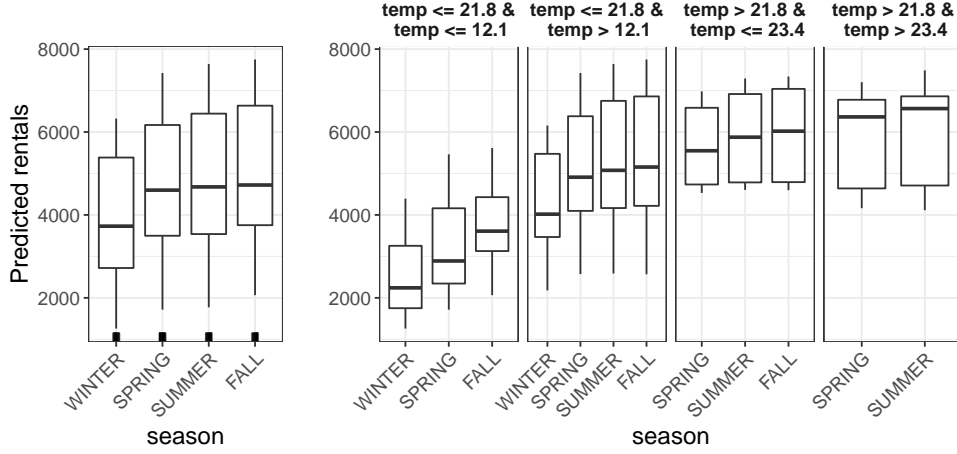 temp <= 21.8 &
temp <= 12.1
temp <= 21.8 &
temp > 12.1
temp > 21.8 &
temp <= 23.4
temp > 21.8 &
temp > 23.4
Predicted rentals
8000
6000
4000
2000
WINTER
SPRING
SUMMER
FALL
season
8000
6000
4000
2000
WINTER
SPRING
FALL
WINTER
SPRING
SUMMER
FALL
SPRING
SUMMER
FALL
SPRING
SUMMER
season